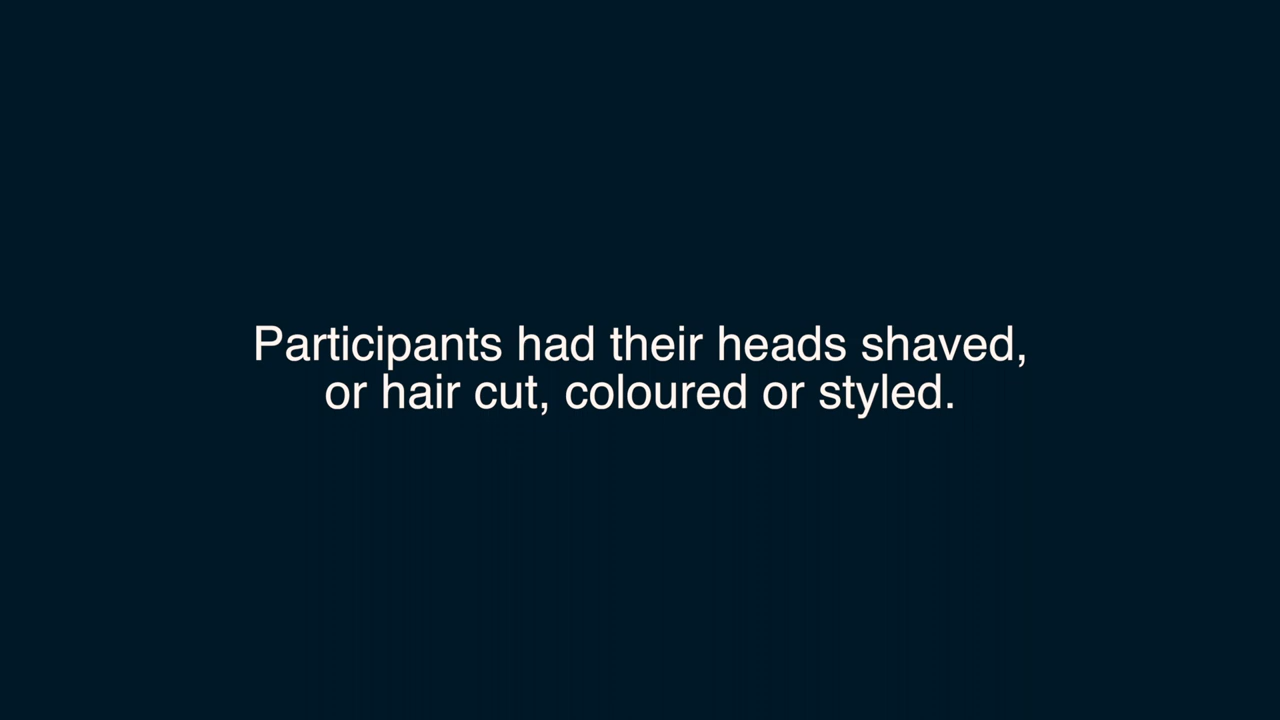 Participants had their heads shaved,
or hair cut, coloured or styled.